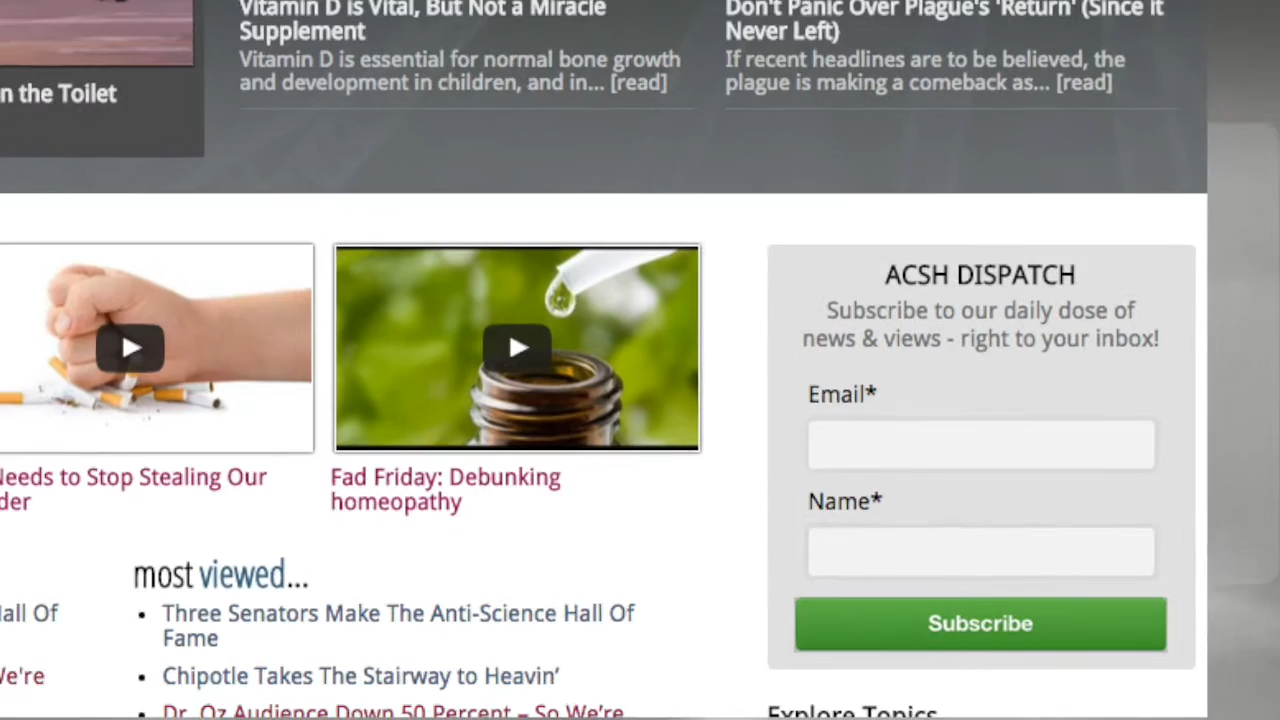 Vitamin D is Vital, But Not a Miracle
Supplement
Vitamin D is essential for normal bone growth
and development in children, and in... [read]
Don't Panic Over Plague's 'Return' (Since it
Never Left)
If recent headlines are to be believed, the
plague is making a comeback as... [read]
n the Toilet
Needs to Stop Stealing Our
der
Fad Friday: Debunking
homeopathy
ACSH DISPATCH
Subscribe to our daily dose of
news & views - right to your inbox!
Email*
Name*
Subscribe
most viewed...
Hall Of
We're
• Three Senators Make The Anti-Science Hall Of
Fame
• Chipotle Takes The Stairway to Heavin’
• Dr. Oz Audience Down 50 Percent – So We’re
Explore Topics